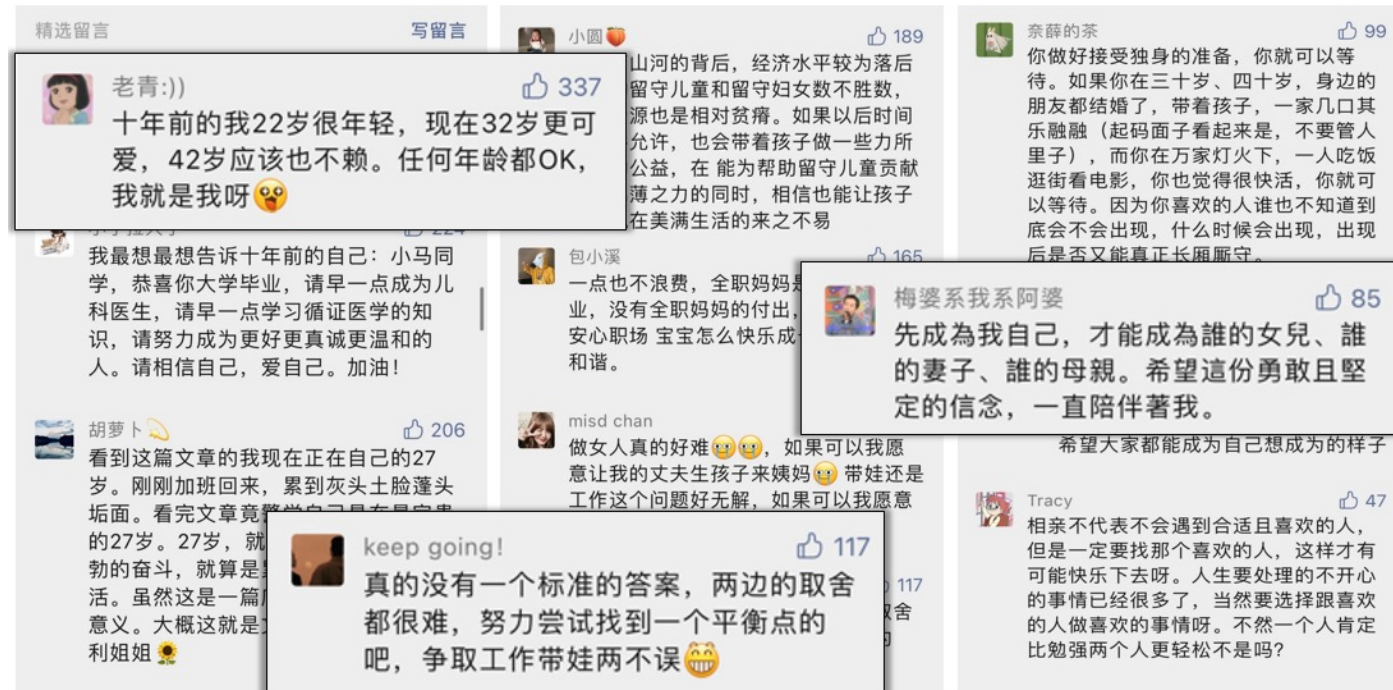 精选留言
写留言
老青:))
337
十年前的我22岁很年轻，现在32岁更可
爱，42岁应该也不赖。任何年龄都OK，
我就是我呀
我最想最想告诉十年前的自己：小马同
学，恭喜你大学毕业，请早一点成为儿
科医生，请早一点学习循证医学的知
识，请努力成为更好更真诚更温和的
人。请相信自己，爱自己。加油！
胡萝卜
206
看到这篇文章的我现在正在自己的27
岁。刚刚加班回来，累到灰头土脸蓬头
垢面。看完文章竟
的27岁。27岁，就
勃的奋斗，就算是
活。虽然这是一篇
意义。大概这就是
利姐姐🌻
小圆🍑
189
山河的背后，经济水平较为落后
留守儿童和留守妇女数不胜数，
源也是相对贫瘠。如果以后时间
允许，也会带着孩子做一些力所
公益，在 能为帮助留守儿童贡献
薄之力的同时，相信也能让孩子
在美满生活的来之不易
包小溪
165
一点也不浪费，全职妈妈是
业，没有全职妈妈的付出，
安心职场 宝宝怎么快乐成
和谐。
misd chan
做女人真的好难🥹🥹，如果可以我愿
意让我的丈夫生孩子来姨妈🥹 带娃还是
工作这个问题好无解，如果可以我愿意
keep going!
117
真的没有一个标准的答案，两边的取舍
都很难，努力尝试找到一个平衡点的
吧，争取工作带娃两不误😁
117
取舍
的
奈薛的茶
99
你做好接受独身的准备，你就可以等
待。如果你在三十岁、四十岁，身边的
朋友都结婚了，带着孩子，一家几口其
乐融融（起码面子看起来是，不要管人
里子），而你在万家灯火下，一人吃饭
逛街看电影，你也觉得很快活，你就可
以等待。因为你喜欢的人谁也不知道到
底会不会出现，什么时候会出现，出现
后是否又能真正长厢厮守。
梅婆系我系阿婆
85
先成為我自己，才能成為誰的女兒、誰
的妻子、誰的母親。希望這份勇敢且堅
定的信念，一直陪伴著我。
希望大家都能成为自己想成为的样子
Tracy
47
相亲不代表不会遇到合适且喜欢的人，
但是一定要找那个喜欢的人，这样才有
可能快乐下去呀。人生要处理的不开心
的事情已经很多了，当然要选择跟喜欢
的人做喜欢的事情呀。不然一个人肯定
比勉强两个人更轻松不是吗？